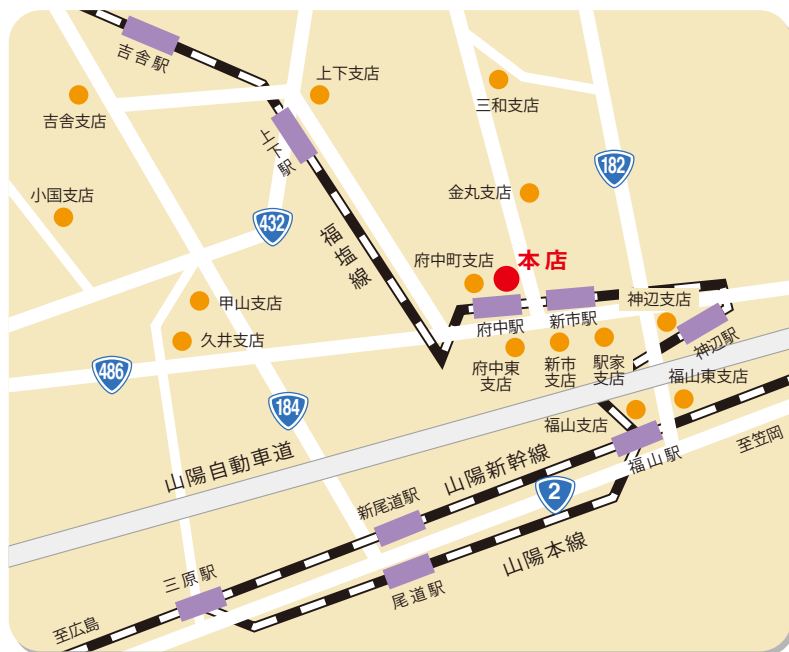 吉舎駅
上下支店
三和支店
吉舎支店
上下駅
182
金丸支店
小国支店
432
福塩線
本店
府中町支店
甲山支店
府中駅
新市駅
神辺支店
神辺駅
久井支店
府中東
支店
新市
支店
駅家
支店
486
184
福山東支店
福山支店
山陽自動車道
山陽新幹線
福山駅
至笠岡
新尾道駅
2
山陽本線
三原駅
尾道駅
至広島